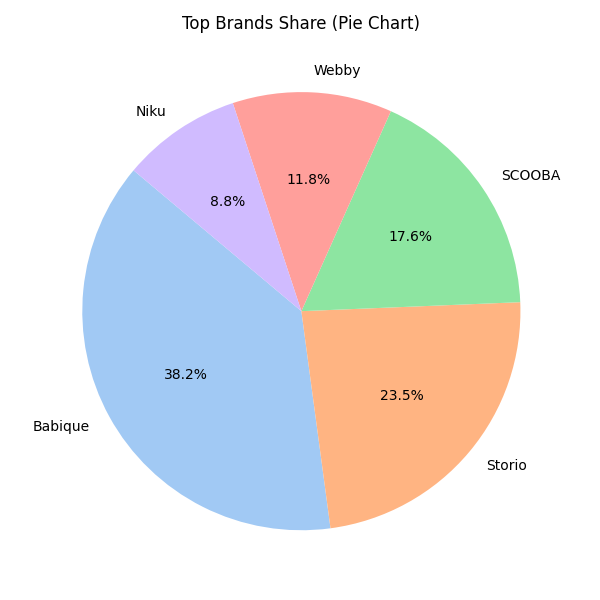 Top Brands Share (Pie Chart)
Webby
Niku
SCOOBA
11.8%
8.8%
17.6%
38.2%
23.5%
Babique
Storio